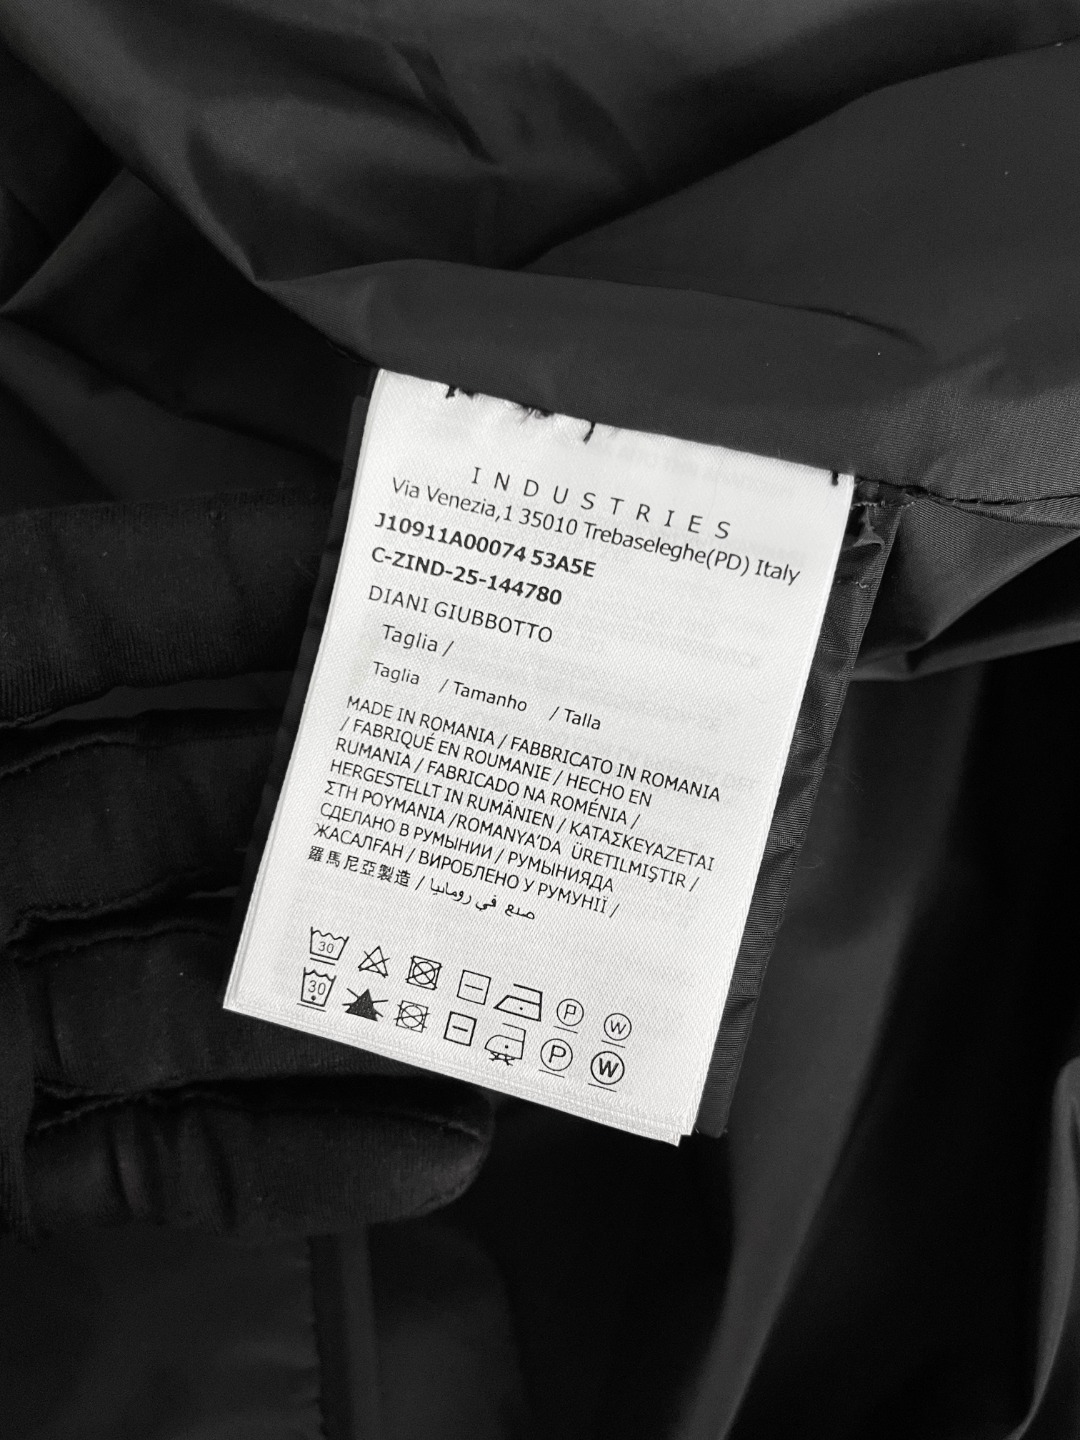 INDUSTRIES
Via Venezia,1 35010 Trebaseleghe(PD) Italy
J10911A00074 53A5E
C-ZIND-25-144780
DIANI GIUBBOTTO
Taglia /
Taglia / Tamanho / Talla
MADE IN ROMANIA / FABBRICATO IN ROMANIA
/ FABRIQUÉ EN ROUMANIE / HECHO EN
RUMANIA / FABRICADO NA ROMÉNIA /
HERGESTELLT IN RUMÄNIEN / ΚΑΤΑΣΚΕΥΑΖΕΤΑΙ
ΣΤΗ ΡΟΥΜΑΝΙΑ /ROMANYA'DA ÜRETILMIŞTIR /
СДЕЛАНО В РУМЫНИИ / РУМЫНИЯДА
ЖАСАЛҒАН / ВИРОБЛЕНО У РУМУНІЇ /
羅馬尼亞製造 / صنع في رومانيا
30 P W
30 P W